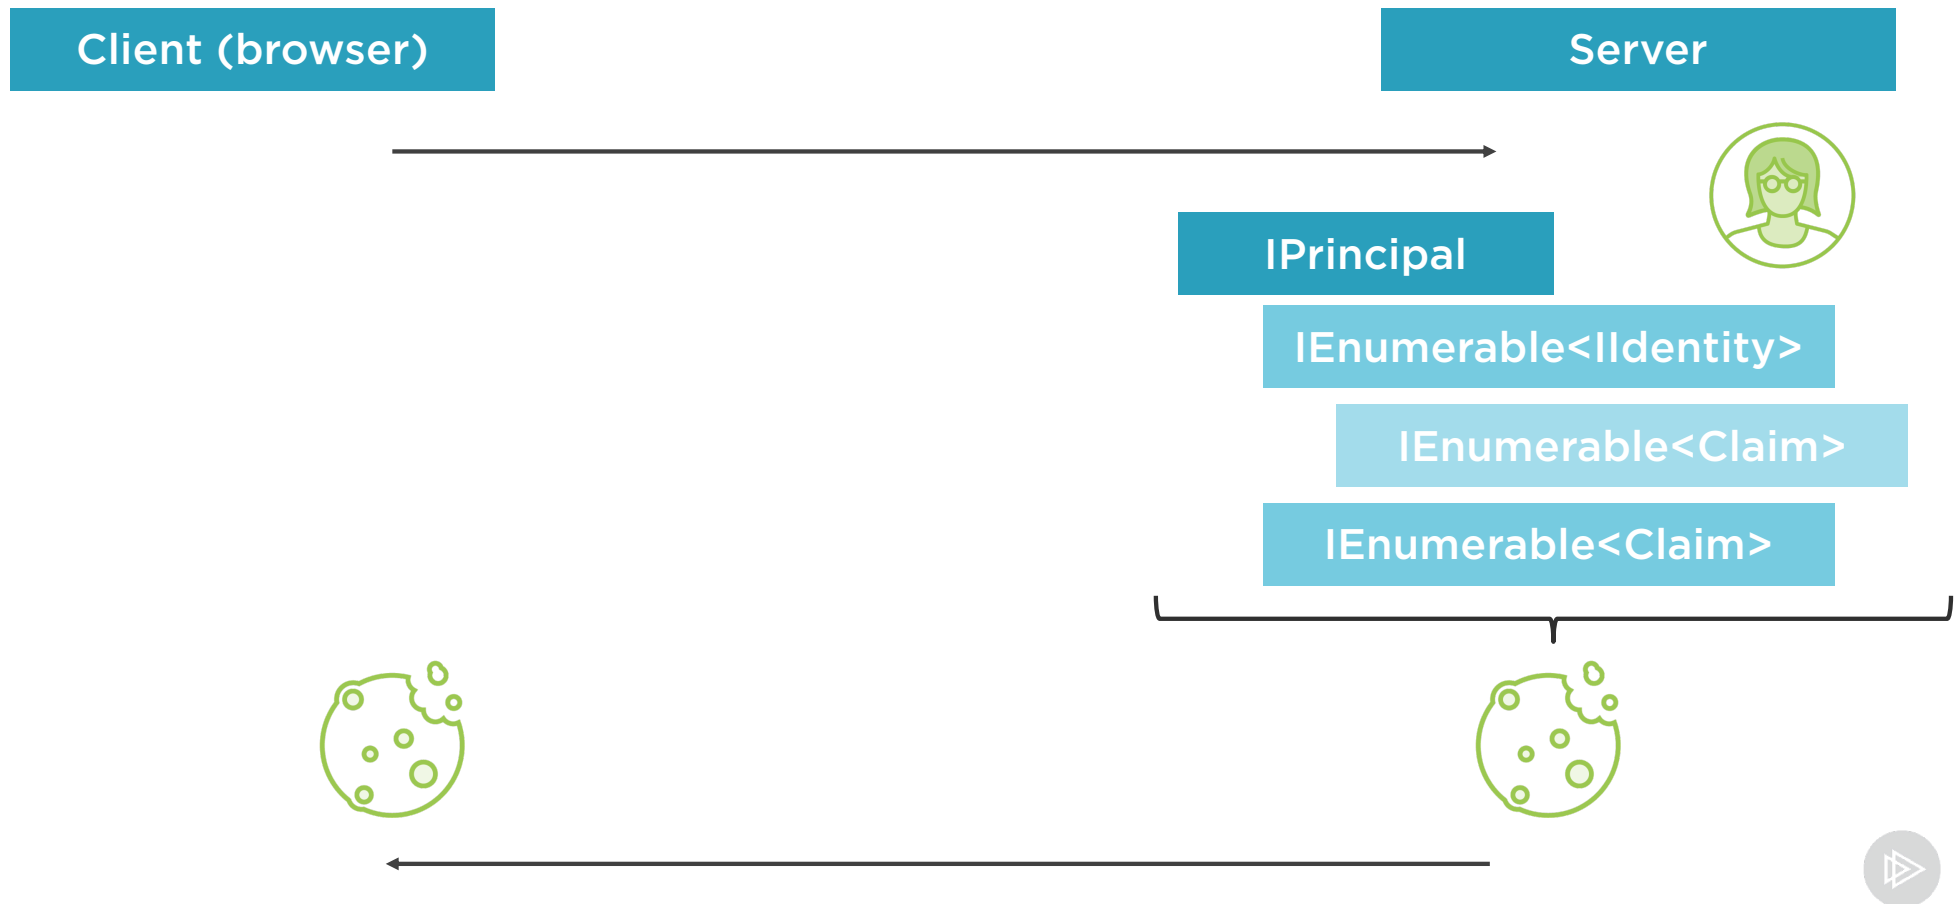 Client (browser)
Server
IPrincipal
IEnumerable<IIdentity>
IEnumerable<Claim>
IEnumerable<Claim>